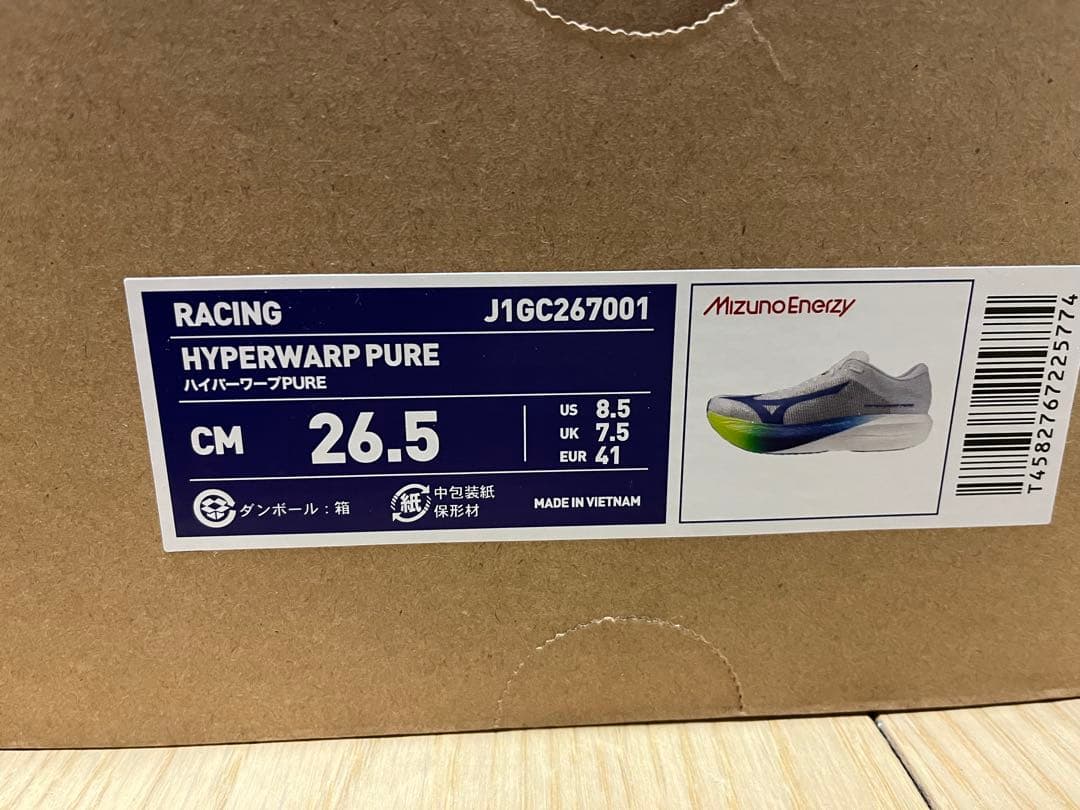 RACING
J1GC267001
HYPERWARP PURE
ハイパーワープPURE
CM 26.5
US 8.5
UK 7.5
EUR 41
ダンボール：箱
紙
中包装紙
保形材
MADE IN VIETNAM
MizunoEnerzy
T4582767225774